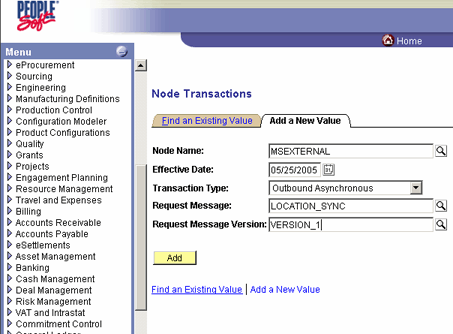 PEOPLE
Soft
Home
Menu
eProcurement
Sourcing
Engineering
Manufacturing Definitions
Production Control
Configuration Modeler
Product Configurations
Quality
Grants
Projects
Engagement Planning
Resource Management
Travel and Expenses
Billing
Accounts Receivable
Accounts Payable
eSettlements
Asset Management
Banking
Cash Management
Deal Management
Risk Management
VAT and Intrastat
Commitment Control
General Ledger
Node Transactions
Find an Existing Value
Add a New Value
Node Name: MSEXTERNAL
Effective Date: 05/25/2005
Transaction Type: Outbound Asynchronous
Request Message: LOCATION_SYNC
Request Message Version: VERSION_1
Add
Find an Existing Value | Add a New Value